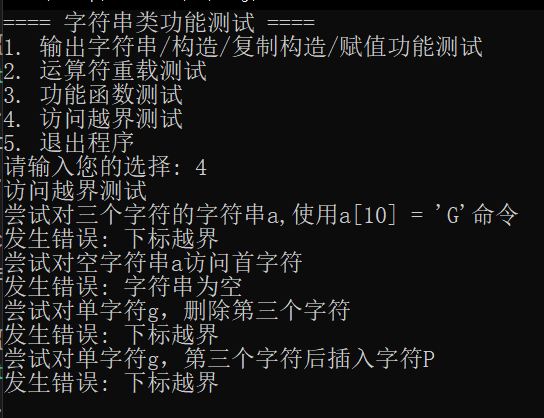 ==== 字符串类功能测试 ====
1. 输出字符串/构造/复制构造/赋值功能测试
2. 运算符重载测试
3. 功能函数测试
4. 访问越界测试
5. 退出程序
请输入您的选择: 4
访问越界测试
尝试对三个字符的字符串a,使用a[10] = 'G'命令
发生错误: 下标越界
尝试对空字符串a访问首字符
发生错误: 字符串为空
尝试对单字符g, 删除第三个字符
发生错误: 下标越界
尝试对单字符g, 第三个字符后插入字符P
发生错误: 下标越界